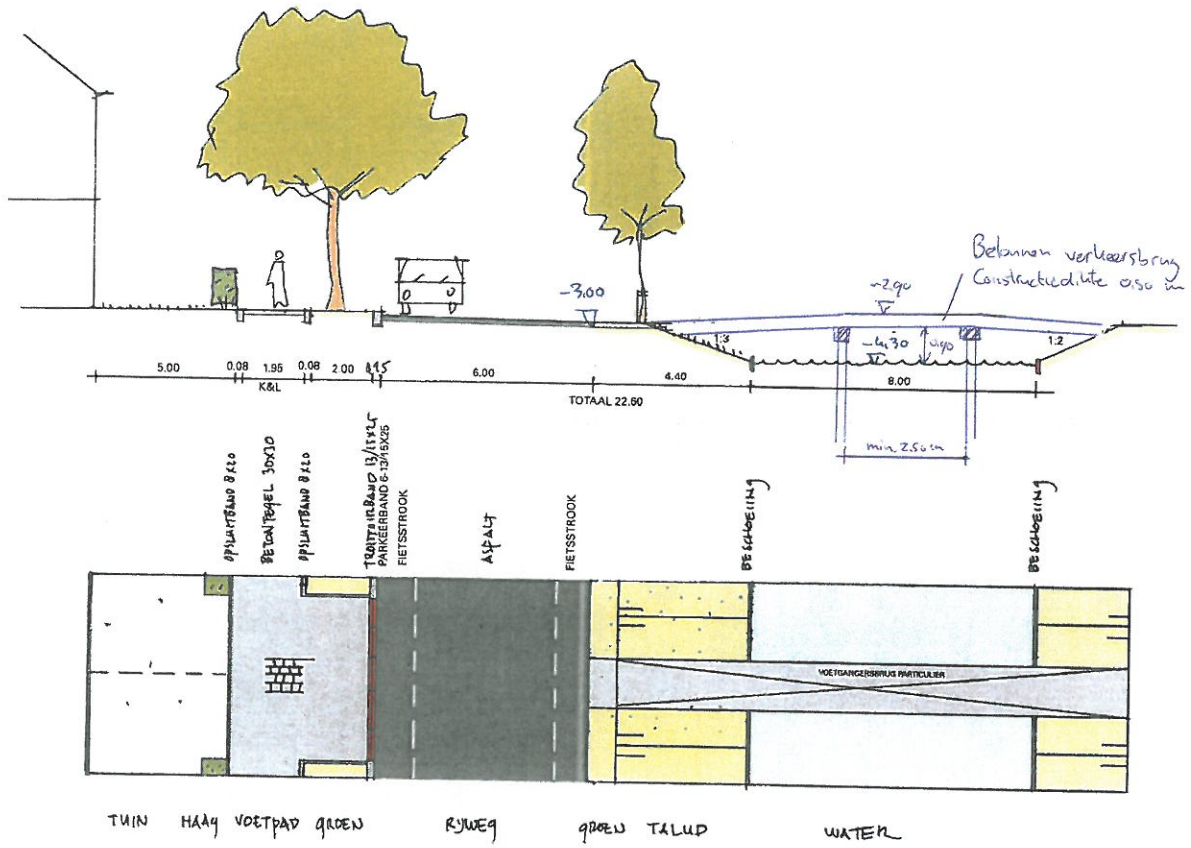 Betonnen verkeersbrug
Constructiedikte 0.50 m
-2.90
-3.00
1:3
-4.30
0.90
1:2
5.00
0.08
1.95
0.08
2.00
0.15
6.00
4.40
8.00
K&L
TOTAAL 22.60
min 2.50 m
OPSLUITBAND 8X20
BETONTEGEL 30X30
OPSLUITBAND 8X20
TROTTOIRBAND 13/15X25
PARKEERBAND 6-13/15X25
FIETSSTROOK
ASFALT
FIETSSTROOK
BESCHOEIING
BESCHOEIING
VOETGANGERSBRUG PARTICULIER
TUIN
HAAG
VOETPAD
GROEN
RIJWEG
GROEN
TALUD
WATER